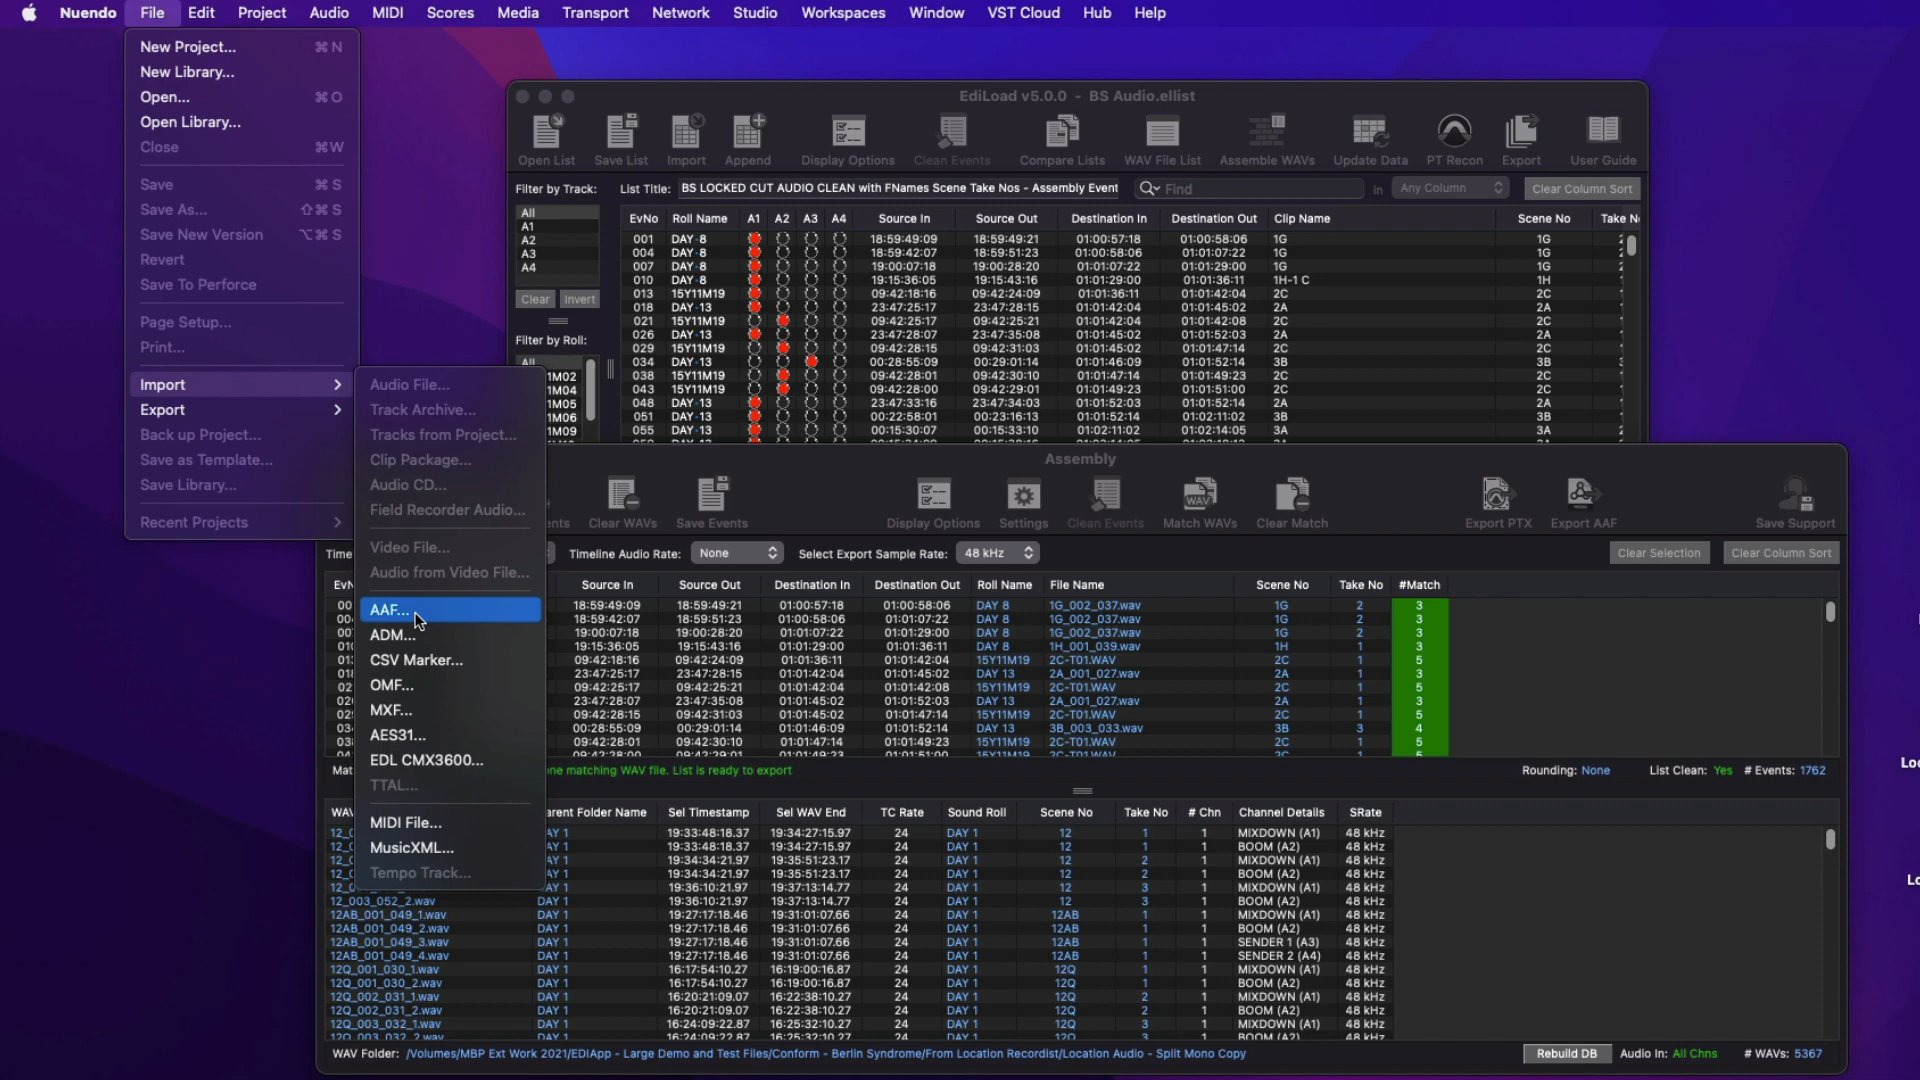 Nuendo File Edit Project Audio MIDI Scores Media Transport Network Studio Workspaces Window VST Cloud Hub Help
New Project... ⌘ N
New Library...
Open... ⌘ O
Open Library...
Close ⌘ W
Save ⌘ S
Save As... ⇧ ⌘ S
Save New Version ⌥ ⌘ S
Revert
Save To Perforce
Page Setup...
Print...
Import
Export
Back up Project...
Save as Template...
Save Library...
Recent Projects
Audio File...
Track Archive...
Tracks from Project...
Clip Package...
Audio CD...
Field Recorder Audio...
Video File...
Audio from Video File...
AAF...
ADM...
CSV Marker...
OMF...
MXF...
AES31...
EDL CMX3600...
TTAL...
MIDI File...
MusicXML...
Tempo Track...
EdiLoad v5.0.0 - BS Audio.ellist
Open List Save List Import Append Display Options Clean Events Compare Lists WAV File List Assemble WAVs Update Data PT Recon Export User Guide
Filter by Track: List Title: BS LOCKED CUT AUDIO CLEAN with FNames Scene Take Nos - Assembly Event Find in Any Column Clear Column Sort
All
A1
A2
A3
A4
Clear Invert
Filter by Roll:
All
1M02
1M04
1M05
1M06
1M09
EvNo Roll Name A1 A2 A3 A4 Source In Source Out Destination In Destination Out Clip Name Scene No Take N
001 DAY·8 18:59:49:09 18:59:49:21 01:00:57:18 01:00:58:06 1G 1G
004 DAY·8 18:59:42:07 18:59:51:23 01:00:58:06 01:01:07:22 1G 1G
007 DAY·8 19:00:07:18 19:00:28:20 01:01:07:22 01:01:29:00 1G 1G
010 DAY·8 19:15:36:05 19:15:43:16 01:01:29:00 01:01:36:11 1H-1 C 1H
013 15Y11M19 09:42:18:16 09:42:24:09 01:01:36:11 01:01:42:04 2C 2C
018 DAY·13 23:47:25:17 23:47:28:15 01:01:42:04 01:01:45:02 2A 2A
021 15Y11M19 09:42:25:17 09:42:25:21 01:01:42:04 01:01:42:08 2C 2C
026 DAY·13 23:47:28:07 23:47:35:08 01:01:45:02 01:01:52:03 2A 2A
029 15Y11M19 09:42:28:15 09:42:31:03 01:01:45:02 01:01:47:14 2C 2C
034 DAY·13 00:28:55:09 00:29:01:14 01:01:46:09 01:01:52:14 3B 3B
038 15Y11M19 09:42:28:01 09:42:30:10 01:01:47:14 01:01:49:23 2C 2C
043 15Y11M19 09:42:28:00 09:42:29:01 01:01:49:23 01:01:51:00 2C 2C
048 DAY·13 23:47:33:16 23:47:34:03 01:01:52:03 01:01:52:14 2A 2A
051 DAY·13 00:22:58:01 00:23:16:13 01:01:52:14 01:02:11:02 3B 3B
055 DAY·13 00:15:30:07 00:15:33:10 01:02:11:02 01:02:14:05 3A 3A
Assembly
Clear WAVs Save Events Display Options Settings Clean Events Match WAVs Clear Match Export PTX Export AAF Save Support
Time Timeline Audio Rate: None Select Export Sample Rate: 48 kHz Clear Selection Clear Column Sort
Source In Source Out Destination In Destination Out Roll Name File Name Scene No Take No #Match
18:59:49:09 18:59:49:21 01:00:57:18 01:00:58:06 DAY 8 1G_002_037.wav 1G 2 3
18:59:42:07 18:59:51:23 01:00:58:06 01:01:07:22 DAY 8 1G_002_037.wav 1G 2 3
19:00:07:18 19:00:28:20 01:01:07:22 01:01:29:00 DAY 8 1G_002_037.wav 1G 2 3
19:15:36:05 19:15:43:16 01:01:29:00 01:01:36:11 DAY 8 1H_001_039.wav 1H 1 3
09:42:18:16 09:42:24:09 01:01:36:11 01:01:42:04 15Y11M19 2C-T01.WAV 2C 1 5
23:47:25:17 23:47:28:15 01:01:42:04 01:01:45:02 DAY 13 2A_001_027.wav 2A 1 3
09:42:25:17 09:42:25:21 01:01:42:04 01:01:42:08 15Y11M19 2C-T01.WAV 2C 1 5
23:47:28:07 23:47:35:08 01:01:45:02 01:01:52:03 DAY 13 2A_001_027.wav 2A 1 3
09:42:28:15 09:42:31:03 01:01:45:02 01:01:47:14 15Y11M19 2C-T01.WAV 2C 1 5
00:28:55:09 00:29:01:14 01:01:46:09 01:01:52:14 DAY 13 3B_003_033.wav 3B 3 4
09:42:28:01 09:42:30:10 01:01:47:14 01:01:49:23 15Y11M19 2C-T01.WAV 2C 1 5
one matching WAV file. List is ready to export Rounding: None List Clean: Yes # Events: 1762
Folder Name Sel Timestamp Sel WAV End TC Rate Sound Roll Scene No Take No # Chn Channel Details SRate
19:33:48:18.37 19:34:27:15.97 24 DAY 1 12 1 1 MIXDOWN (A1) 48 kHz
19:33:48:18.37 19:34:27:15.97 24 DAY 1 12 1 1 BOOM (A2) 48 kHz
19:34:34:21.97 19:35:51:23.17 24 DAY 1 12 2 1 MIXDOWN (A1) 48 kHz
19:34:34:21.97 19:35:51:23.17 24 DAY 1 12 2 1 BOOM (A2) 48 kHz
19:36:10:21.97 19:37:13:14.77 24 DAY 1 12 3 1 MIXDOWN (A1) 48 kHz
12_003_052_2.wav DAY 1 19:36:10:21.97 19:37:13:14.77 24 DAY 1 12 3 1 BOOM (A2) 48 kHz
12AB_001_049_1.wav DAY 1 19:27:17:18.46 19:31:01:07.66 24 DAY 1 12AB 1 1 MIXDOWN (A1) 48 kHz
12AB_001_049_2.wav DAY 1 19:27:17:18.46 19:31:01:07.66 24 DAY 1 12AB 1 1 BOOM (A2) 48 kHz
12AB_001_049_3.wav DAY 1 19:27:17:18.46 19:31:01:07.66 24 DAY 1 12AB 1 1 SENDER 1 (A3) 48 kHz
12AB_001_049_4.wav DAY 1 19:27:17:18.46 19:31:01:07.66 24 DAY 1 12AB 1 1 SENDER 2 (A4) 48 kHz
12Q_001_030_1.wav DAY 1 16:17:54:10.27 16:19:00:16.87 24 DAY 1 12Q 1 1 MIXDOWN (A1) 48 kHz
12Q_001_030_2.wav DAY 1 16:17:54:10.27 16:19:00:16.87 24 DAY 1 12Q 1 1 BOOM (A2) 48 kHz
12Q_002_031_1.wav DAY 1 16:20:21:09.07 16:22:38:10.27 24 DAY 1 12Q 2 1 MIXDOWN (A1) 48 kHz
12Q_002_031_2.wav DAY 1 16:20:21:09.07 16:22:38:10.27 24 DAY 1 12Q 2 1 BOOM (A2) 48 kHz
12Q_003_032_1.wav DAY 1 16:24:09:22.87 16:25:32:10.27 24 DAY 1 12Q 3 1 MIXDOWN (A1) 48 kHz
12Q_003_032_2.wav DAY 1 16:24:09:22.87 16:25:32:10.27 24 DAY 1 12Q 3 1 BOOM (A2) 48 kHz
WAV Folder: /Volumes/MBP Ext Work 2021/EDIApp - Large Demo and Test Files/Conform - Berlin Syndrome/From Location Recordist/Location Audio - Split Mono Copy Rebuild DB Audio In: All Chns # WAVs: 5367